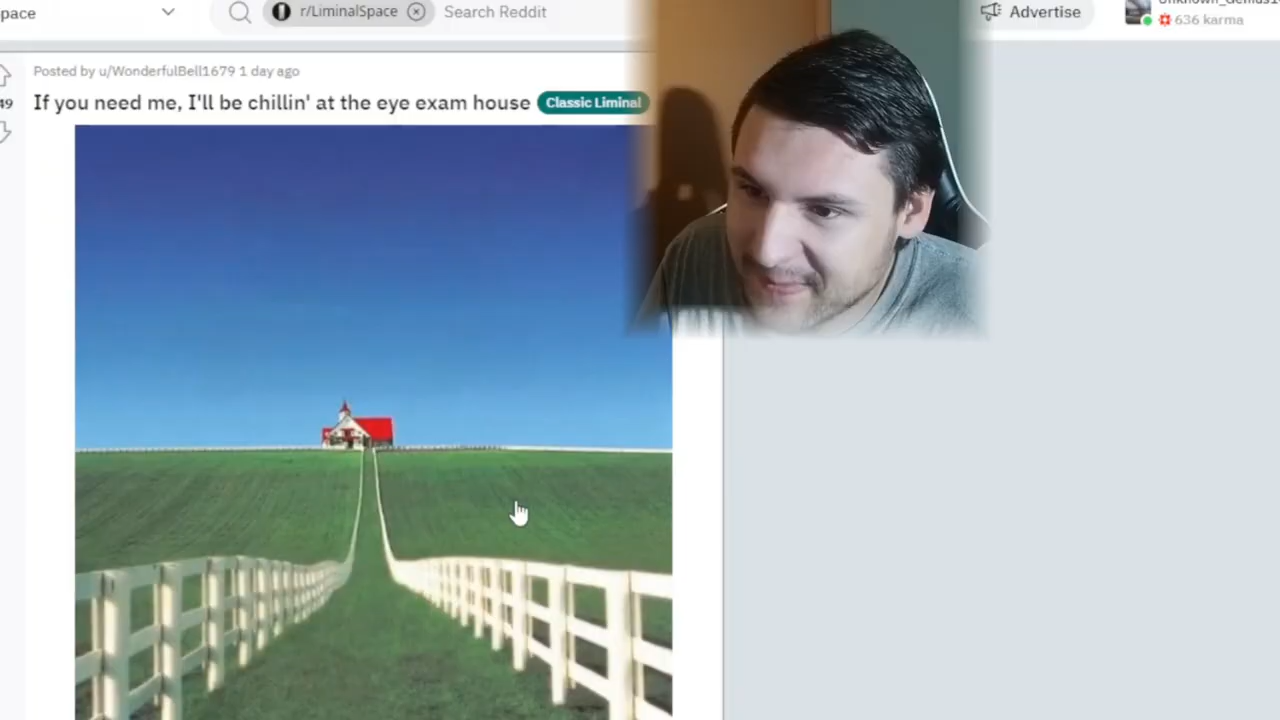 pace
r/LiminalSpace
Search Reddit
Advertise
636 karma
Posted by u/WonderfulBell1679 1 day ago
49
If you need me, I'll be chillin' at the eye exam house
Classic Liminal